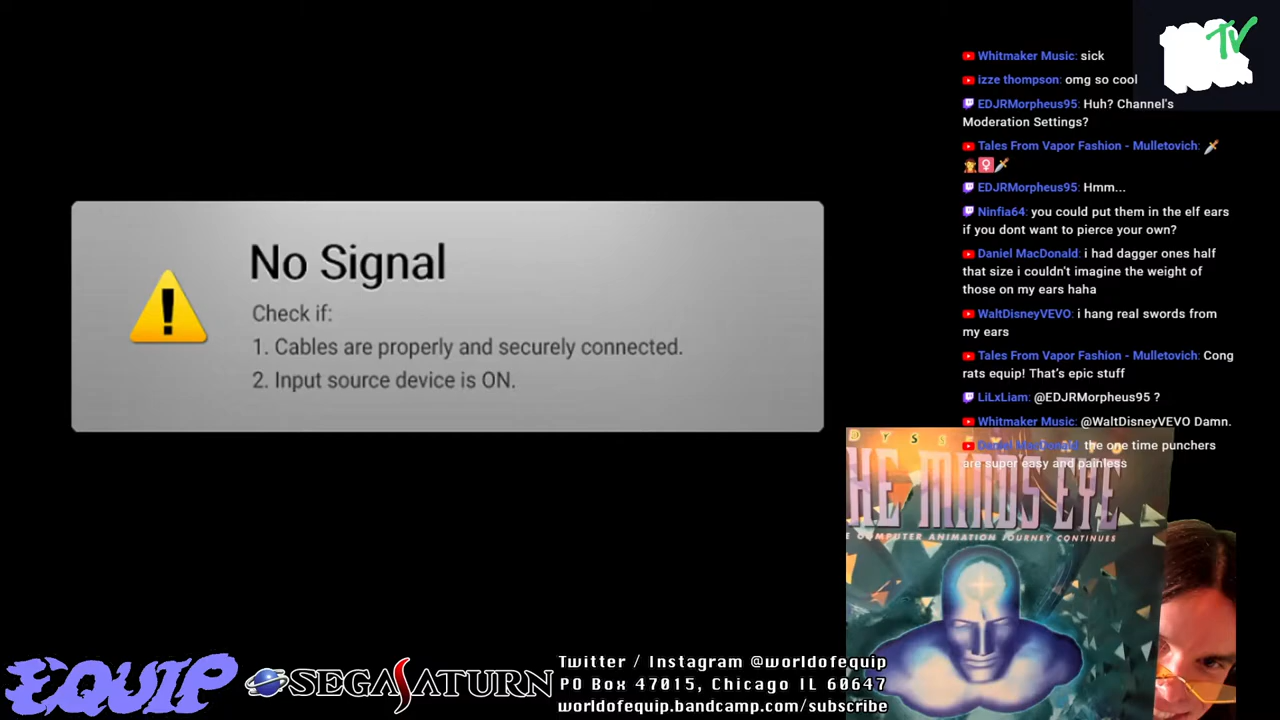 TV
Whitmaker Music: sick
izze thompson: omg so cool
EDJRMorpheus95: Huh? Channel's
Moderation Settings?
Tales From Vapor Fashion - Mulletovich: 🗡️
🧝♀️🗡️
EDJRMorpheus95: Hmm...
Ninfia64: you could put them in the elf ears
if you dont want to pierce your own?
Daniel MacDonald: i had dagger ones half
that size i couldn't imagine the weight of
those on my ears haha
WaltDisneyVEVO: i hang real swords from
my ears
Tales From Vapor Fashion - Mulletovich: Cong
rats equip! That's epic stuff
LiLxLiam: @EDJRMorpheus95 ?
Whitmaker Music: @WaltDisneyVEVO Damn.
Daniel MacDonald: the one time punchers
are super easy and painless
No Signal
Check if:
1. Cables are properly and securely connected.
2. Input source device is ON.
D Y S S
HE MIND'S EYE
E COMPUTER ANIMATION JOURNEY CONTINUES
EQUIP
SEGA SATURN
Twitter / Instagram @worldofequip
PO Box 47015, Chicago IL 60647
worldofequip.bandcamp.com/subscribe